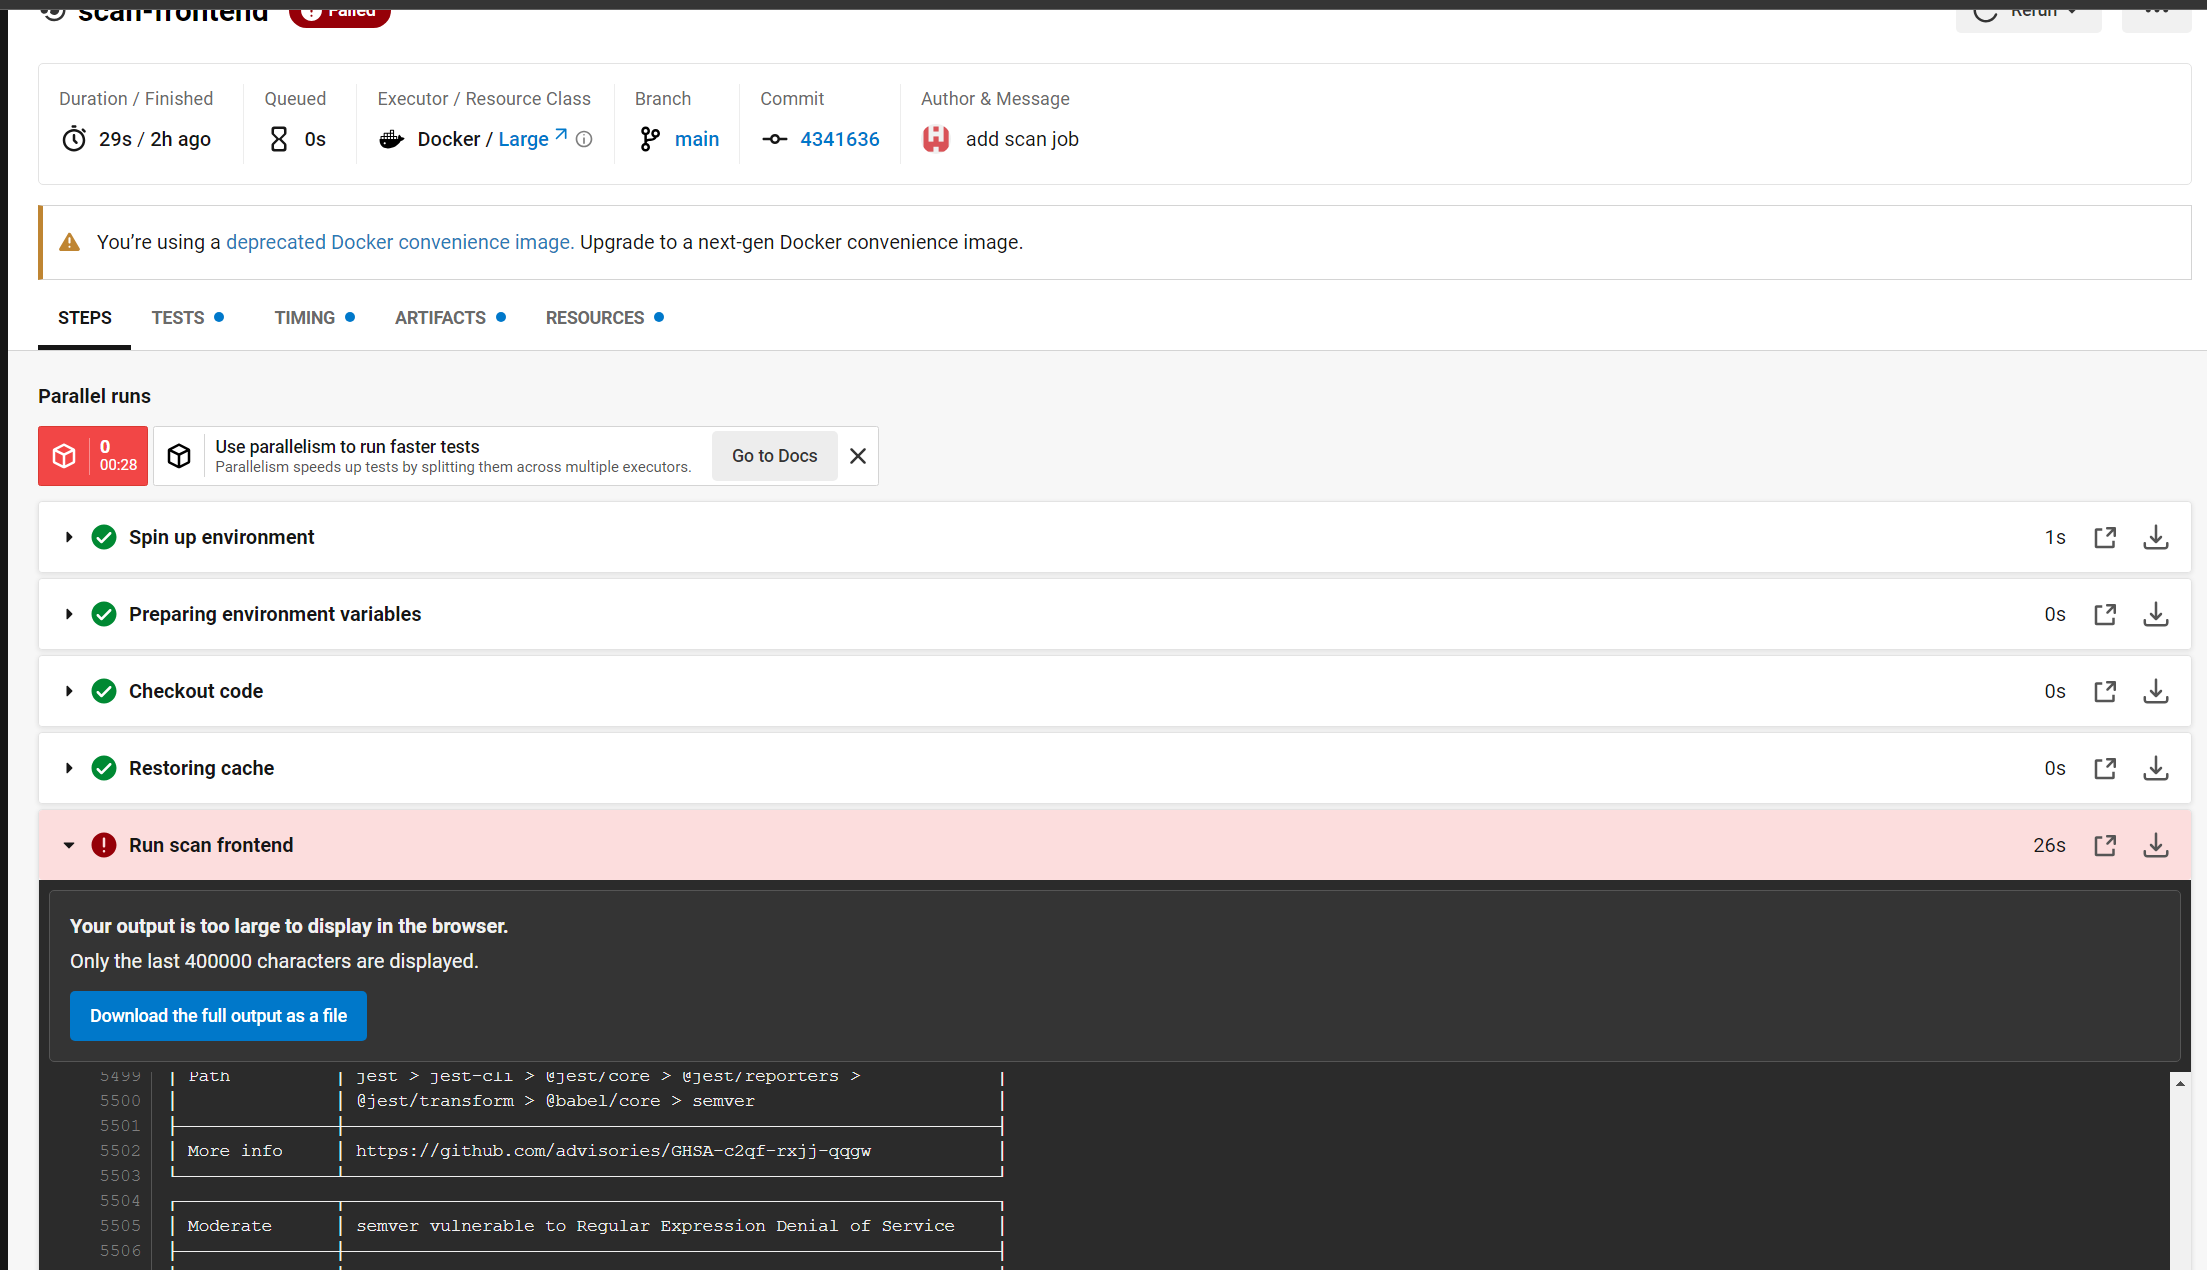 scan-frontend Failed Rerun
Duration / Finished
29s / 2h ago
Queued
0s
Executor / Resource Class
Docker / Large
Branch
main
Commit
4341636
Author & Message
add scan job
You’re using a deprecated Docker convenience image. Upgrade to a next-gen Docker convenience image.
STEPS TESTS TIMING ARTIFACTS RESOURCES
Parallel runs
0
00:28
Use parallelism to run faster tests
Parallelism speeds up tests by splitting them across multiple executors.
Go to Docs
Spin up environment 1s
Preparing environment variables 0s
Checkout code 0s
Restoring cache 0s
Run scan frontend 26s
Your output is too large to display in the browser.
Only the last 400000 characters are displayed.
Download the full output as a file
5499 Path jest > jest-cli > @jest/core > @jest/reporters >
5500 @jest/transform > @babel/core > semver
5501
5502 More info https://github.com/advisories/GHSA-c2qf-rxjj-qqgw
5503
5504
5505 Moderate semver vulnerable to Regular Expression Denial of Service
5506